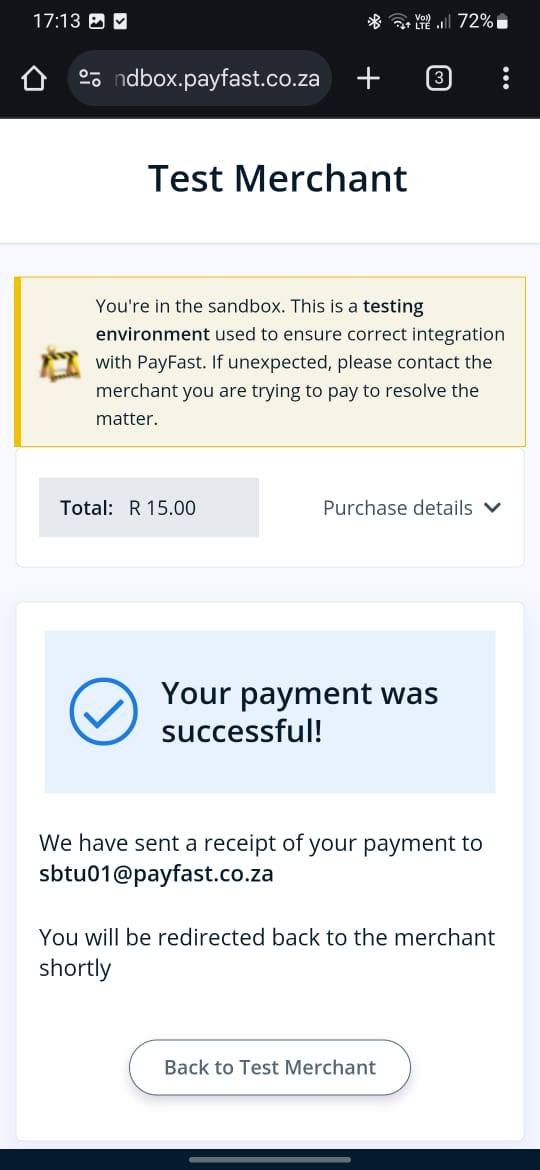 17:13
Vo)) LTE 72%
ndbox.payfast.co.za
3
Test Merchant
You're in the sandbox. This is a testing
environment used to ensure correct integration
with PayFast. If unexpected, please contact the
merchant you are trying to pay to resolve the
matter.
Total: R 15.00 Purchase details
Your payment was
successful!
We have sent a receipt of your payment to
sbtu01@payfast.co.za
You will be redirected back to the merchant
shortly
Back to Test Merchant